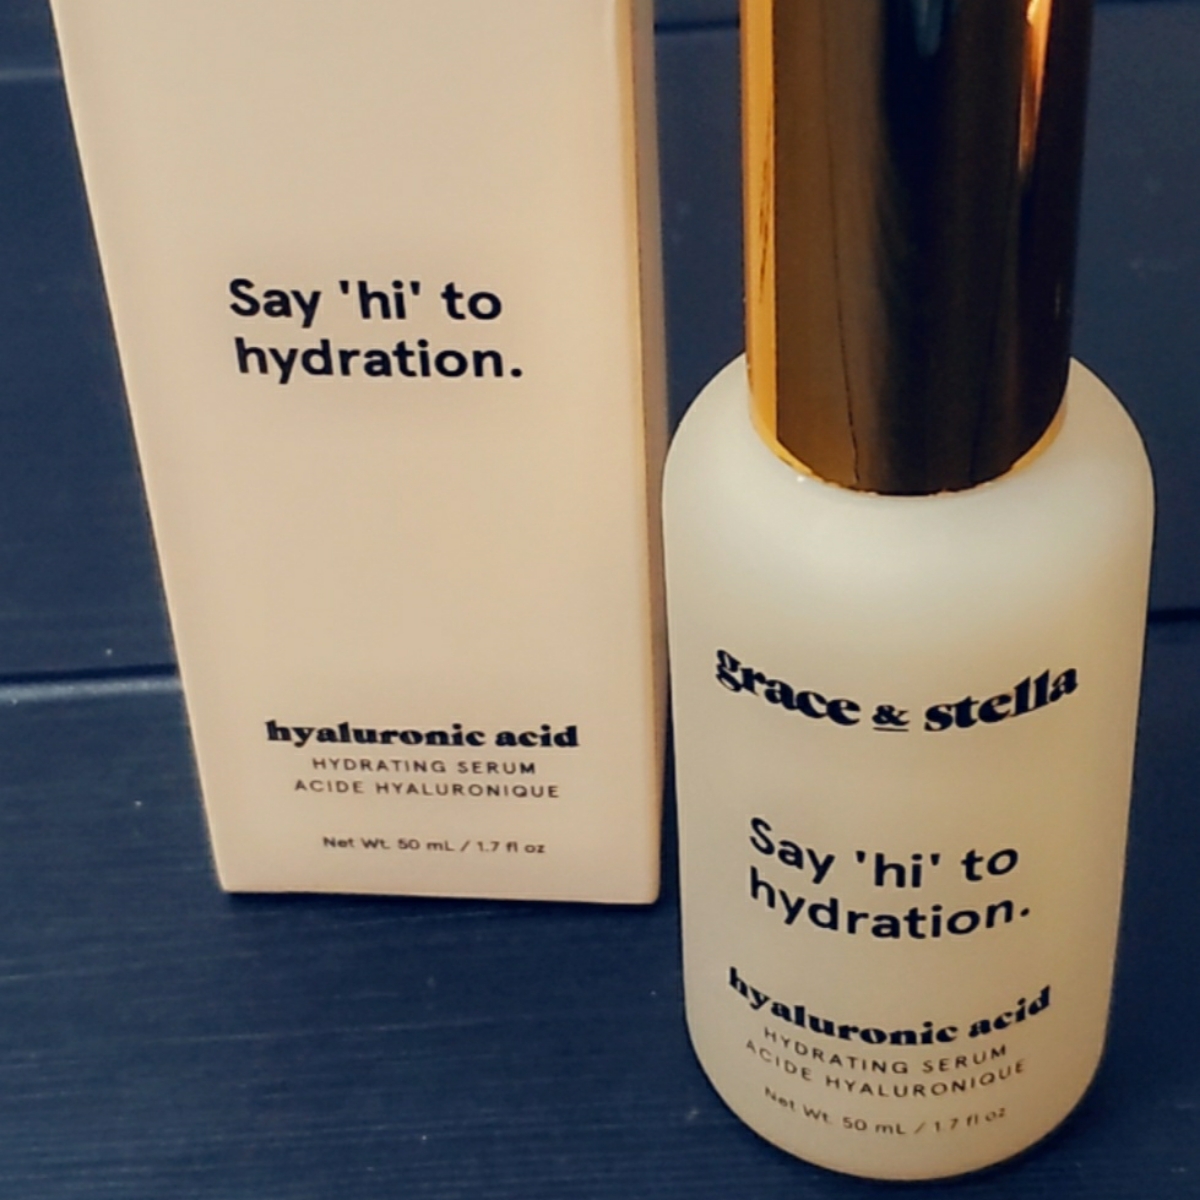 Say 'hi' to
hydration.
hyaluronic acid
HYDRATING SERUM
ACIDE HYALURONIQUE
Net Wt. 50 mL / 1.7 fl oz
grace & stella
Say 'hi' to
hydration.
hyaluronic acid
HYDRATING SERUM
ACIDE HYALURONIQUE
Net Wt. 50 mL / 1.7 fl oz